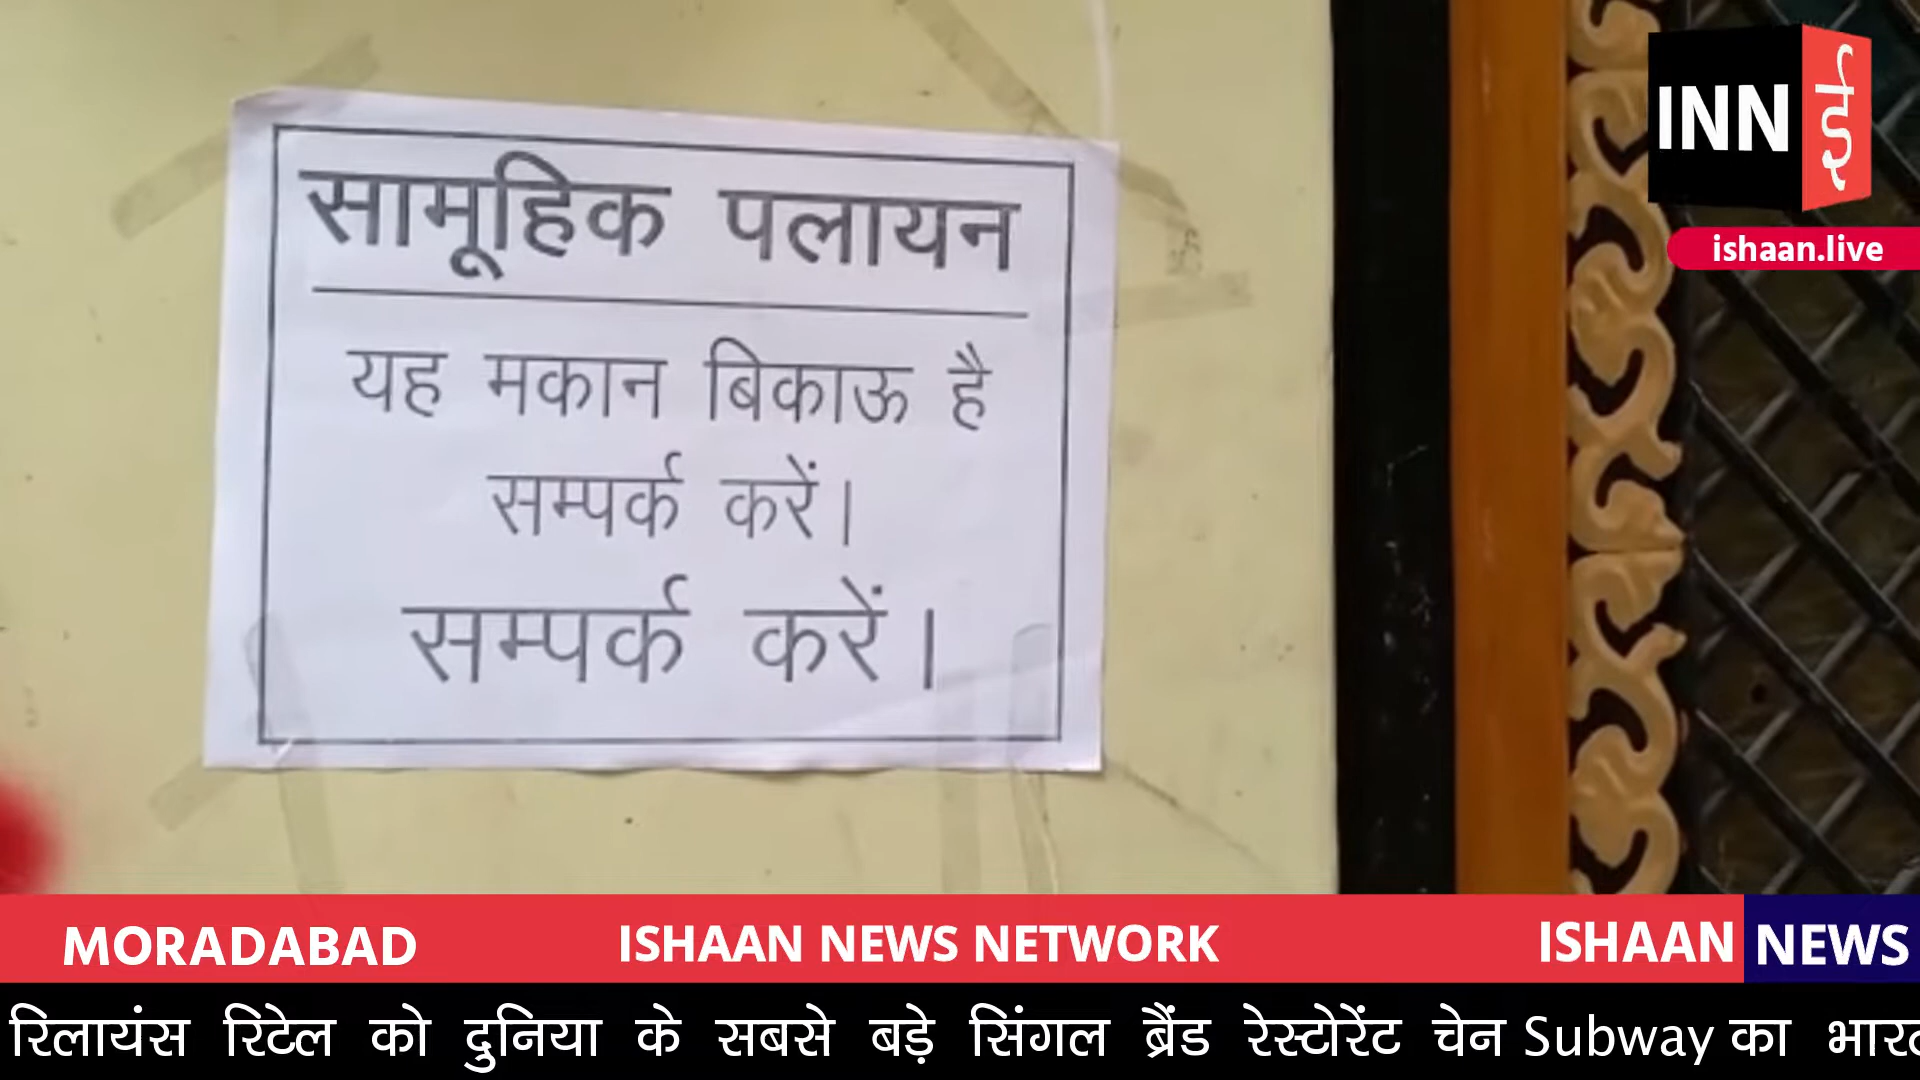 सामूहिक पलायन
यह मकान बिकाऊ है
सम्पर्क करें।
सम्पर्क करें।
INN ई
ishaan.live
MORADABAD
ISHAAN NEWS NETWORK
ISHAAN NEWS
रिलायंस रिटेल को दुनिया के सबसे बड़े सिंगल ब्रैंड रेस्टोरेंट चेन Subway का